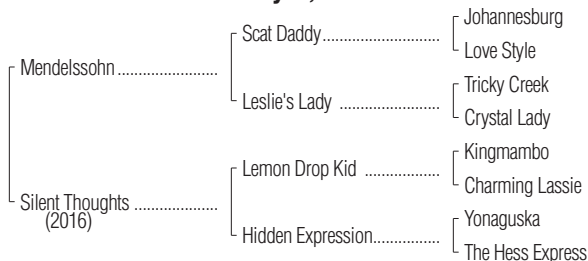 Johannesburg
Scat Daddy.............................
Love Style
Mendelssohn .........................
Tricky Creek
Leslie's Lady .........................
Crystal Lady
Kingmambo
Lemon Drop Kid ...................
Charming Lassie
Silent Thoughts .....................
(2016)
Yonaguska
Hidden Expression.................
The Hess Express